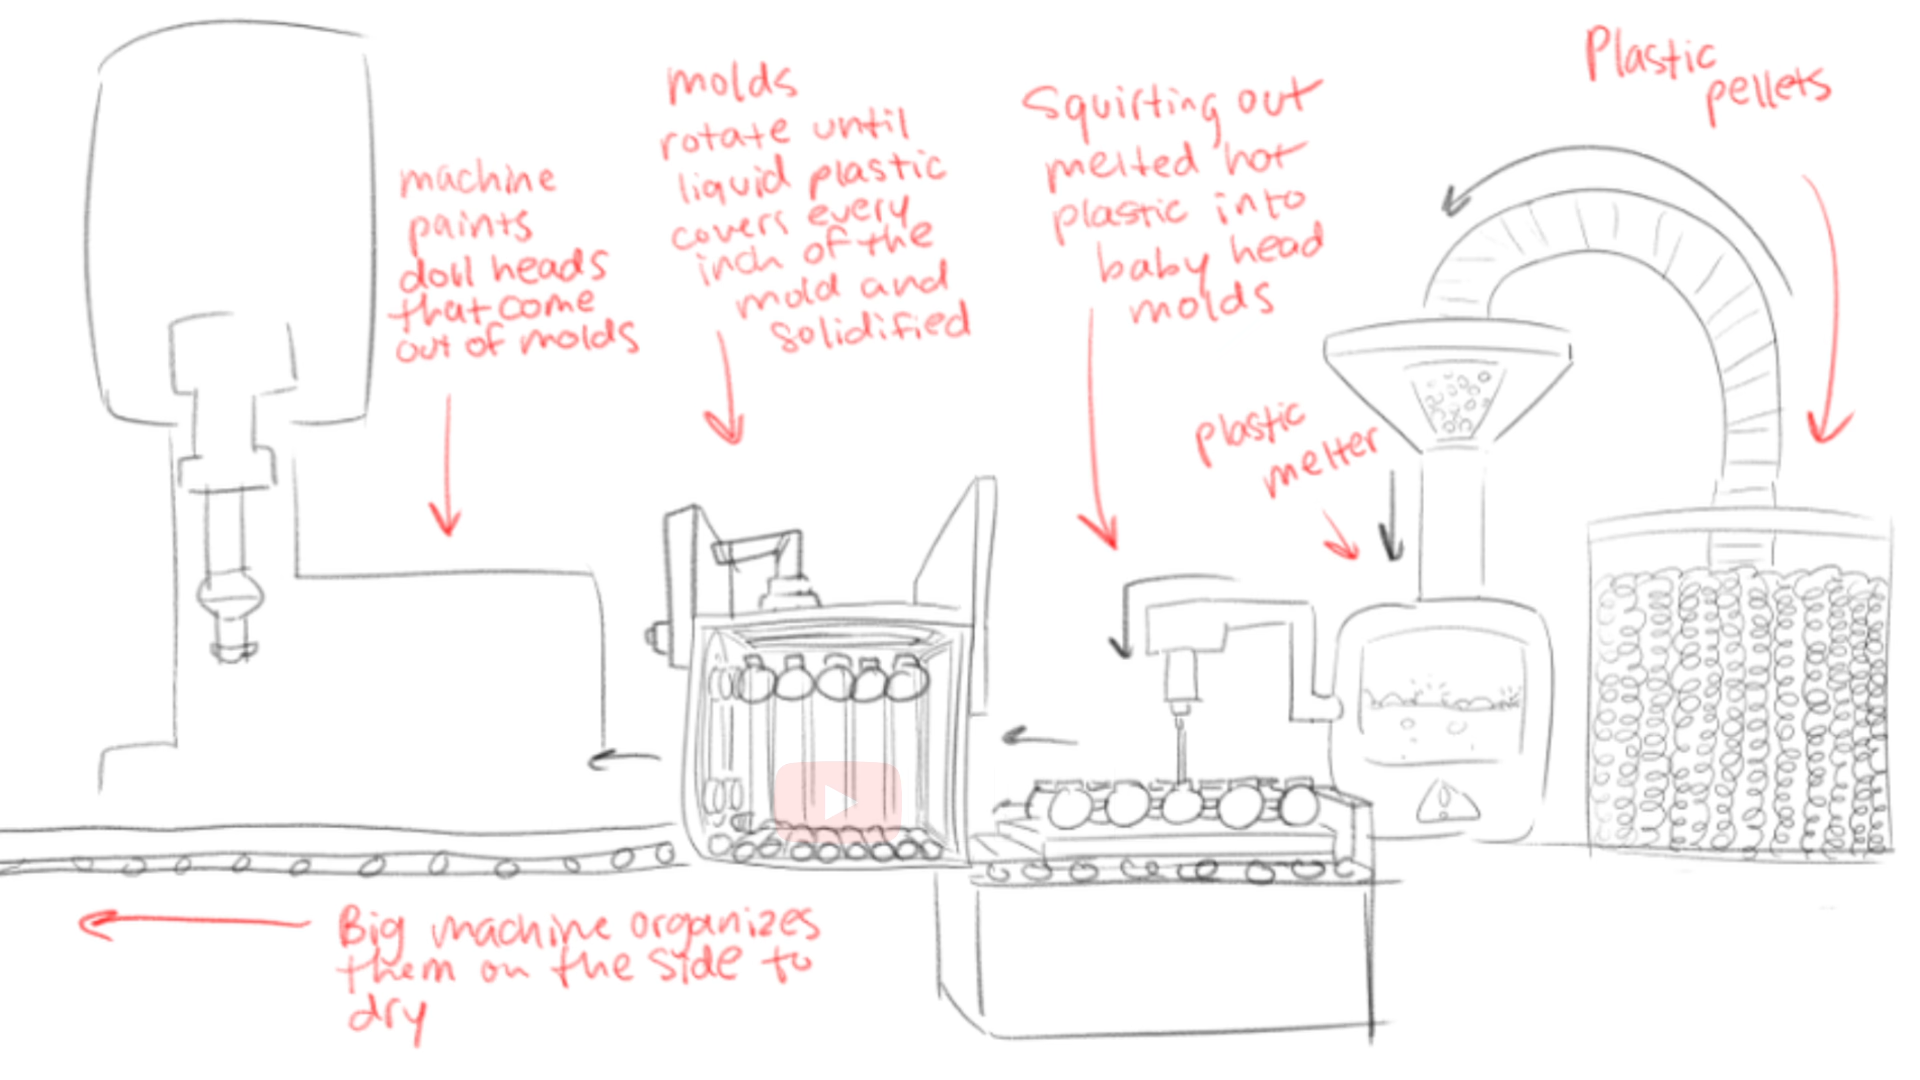 Plastic
pellets
Squirting out
melted hot
plastic into
baby head
molds
plastic
melter
molds
rotate until
liquid plastic
covers every
inch of the
mold and
solidified
machine
paints
doll heads
that come
out of molds
Big machine organizes
them on the side to
dry